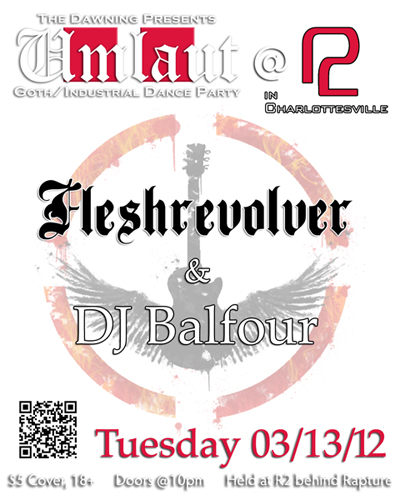 The Dawning Presents
Umlaut @ R2
Goth/Industrial Dance Party
in
Charlottesville
Fleshrevolver
&
DJ Balfour
Tuesday 03/13/12
$5 Cover, 18+ Doors @10pm Held at R2 behind Rapture